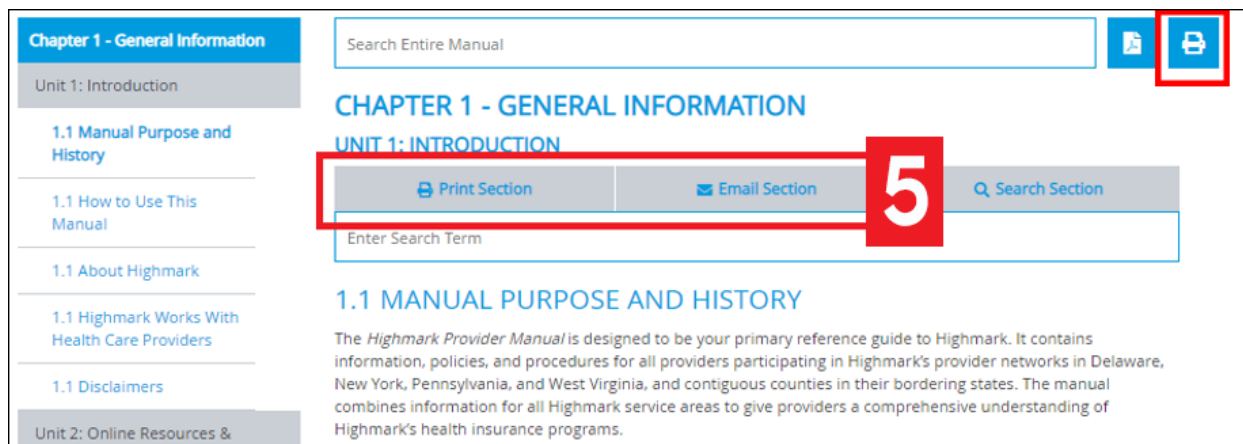 Chapter 1 - General Information
Unit 1: Introduction
1.1 Manual Purpose and
History
1.1 How to Use This
Manual
1.1 About Highmark
1.1 Highmark Works With
Health Care Providers
1.1 Disclaimers
Unit 2: Online Resources &
Search Entire Manual
CHAPTER 1 - GENERAL INFORMATION
UNIT 1: INTRODUCTION
Print Section
Email Section
5
Search Section
Enter Search Term
1.1 MANUAL PURPOSE AND HISTORY
The Highmark Provider Manual is designed to be your primary reference guide to Highmark. It contains
information, policies, and procedures for all providers participating in Highmark's provider networks in Delaware,
New York, Pennsylvania, and West Virginia, and contiguous counties in their bordering states. The manual
combines information for all Highmark service areas to give providers a comprehensive understanding of
Highmark's health insurance programs.